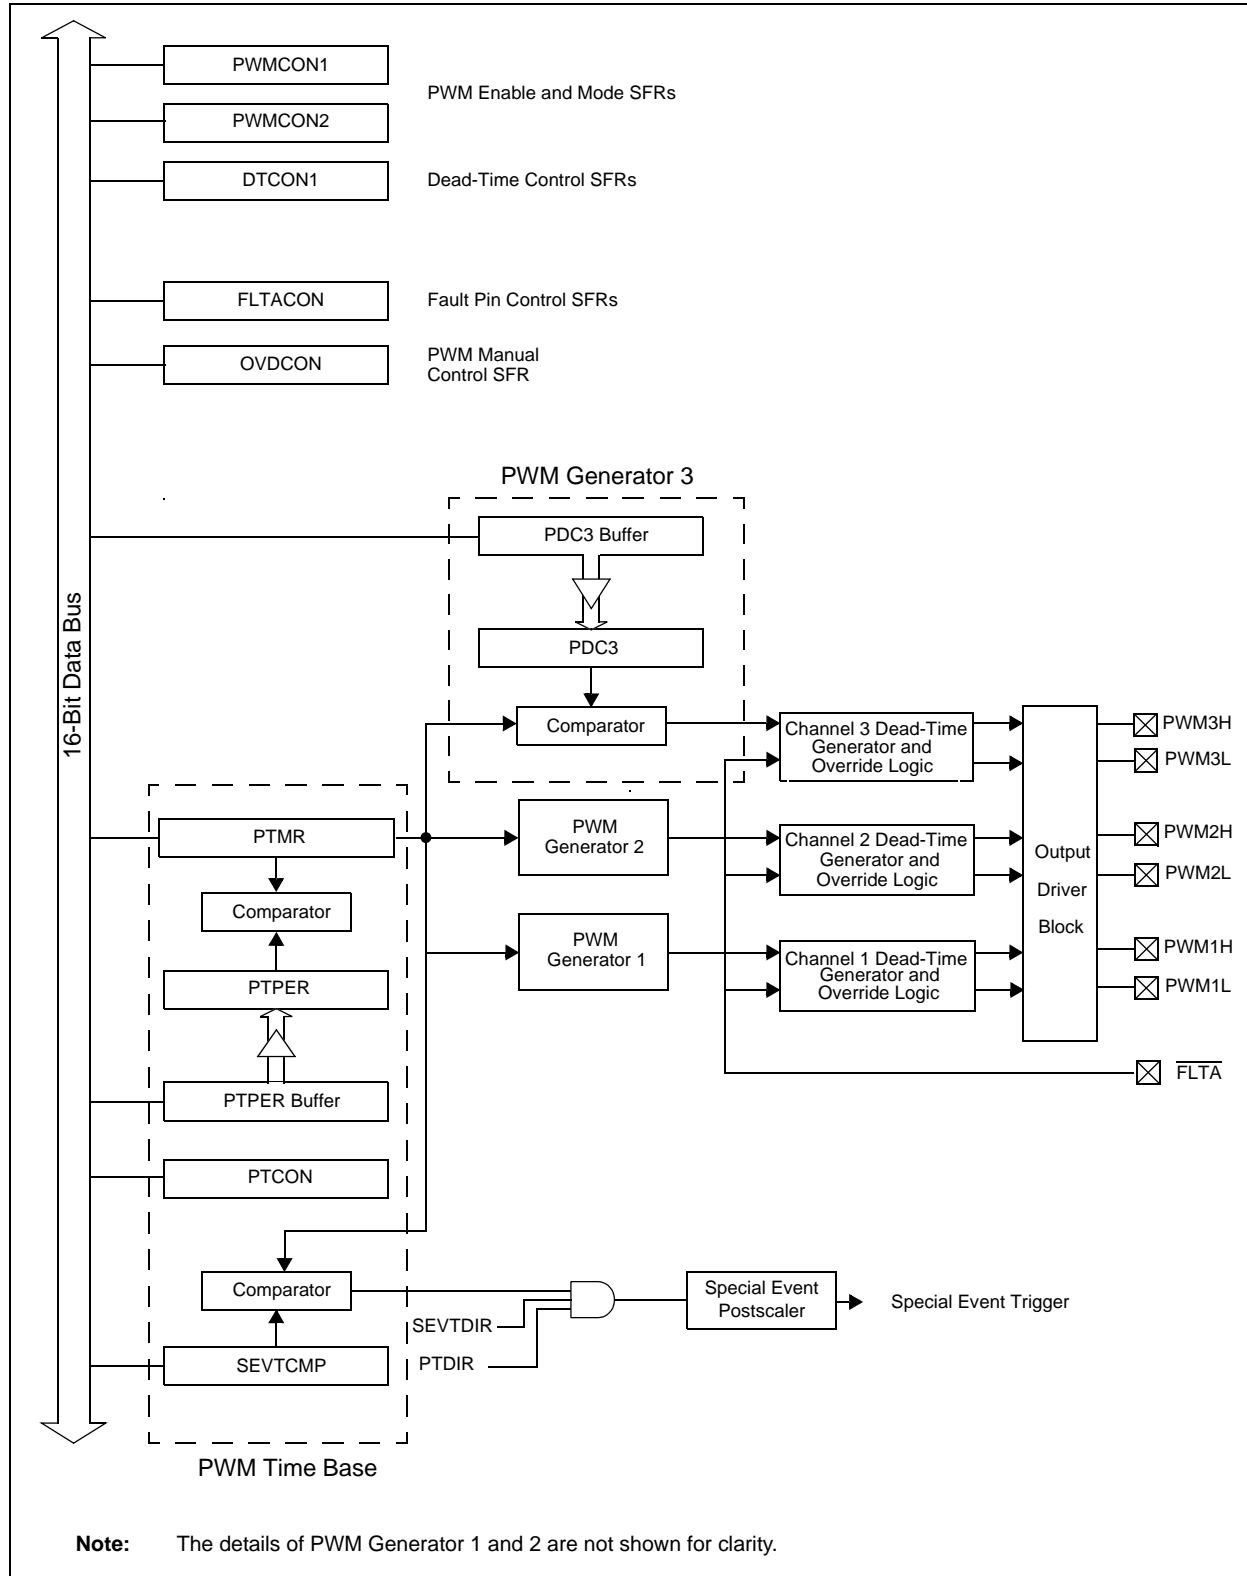 PWMCON1
PWM Enable and Mode SFRs
PWMCON2
DTCON1
Dead-Time Control SFRs
FLTACON
Fault Pin Control SFRs
OVDCON
PWM Manual
Control SFR
16-Bit Data Bus
PWM Generator 3
PDC3 Buffer
PDC3
Comparator
Channel 3 Dead-Time
Generator and
Override Logic
PWM3H
PWM3L
PTMR
PWM
Generator 2
Channel 2 Dead-Time
Generator and
Override Logic
Output
Driver
Block
PWM2H
PWM2L
Comparator
PTPER
PWM
Generator 1
Channel 1 Dead-Time
Generator and
Override Logic
PWM1H
PWM1L
FLTA
PTPER Buffer
PTCON
Comparator
SEVTDIR
PTDIR
Special Event
Postscaler
Special Event Trigger
SEVTCMP
PWM Time Base
Note: The details of PWM Generator 1 and 2 are not shown for clarity.